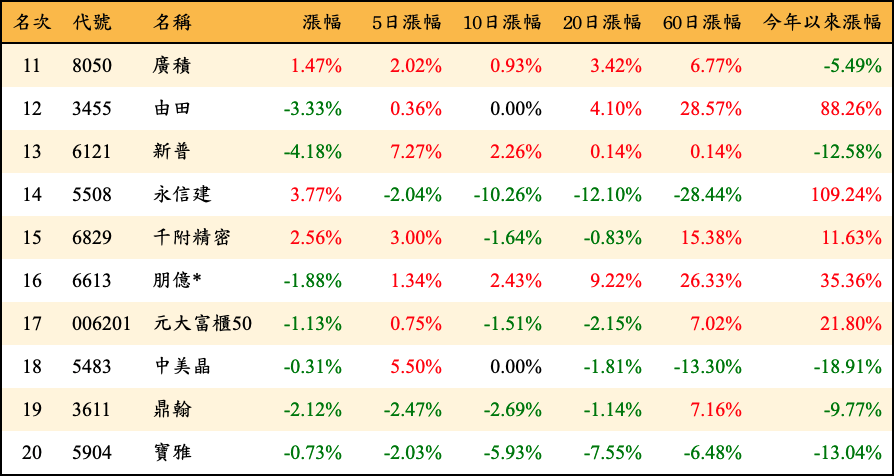 名次 代號 名稱 漲幅 5日漲幅 10日漲幅 20日漲幅 60日漲幅 今年以來漲幅
11 8050 廣積 1.47% 2.02% 0.93% 3.42% 6.77% -5.49%
12 3455 由田 -3.33% 0.36% 0.00% 4.10% 28.57% 88.26%
13 6121 新普 -4.18% 7.27% 2.26% 0.14% 0.14% -12.58%
14 5508 永信建 3.77% -2.04% -10.26% -12.10% -28.44% 109.24%
15 6829 千附精密 2.56% 3.00% -1.64% -0.83% 15.38% 11.63%
16 6613 朋億* -1.88% 1.34% 2.43% 9.22% 26.33% 35.36%
17 006201 元大富櫃50 -1.13% 0.75% -1.51% -2.15% 7.02% 21.80%
18 5483 中美晶 -0.31% 5.50% 0.00% -1.81% -13.30% -18.91%
19 3611 鼎翰 -2.12% -2.47% -2.69% -1.14% 7.16% -9.77%
20 5904 寶雅 -0.73% -2.03% -5.93% -7.55% -6.48% -13.04%